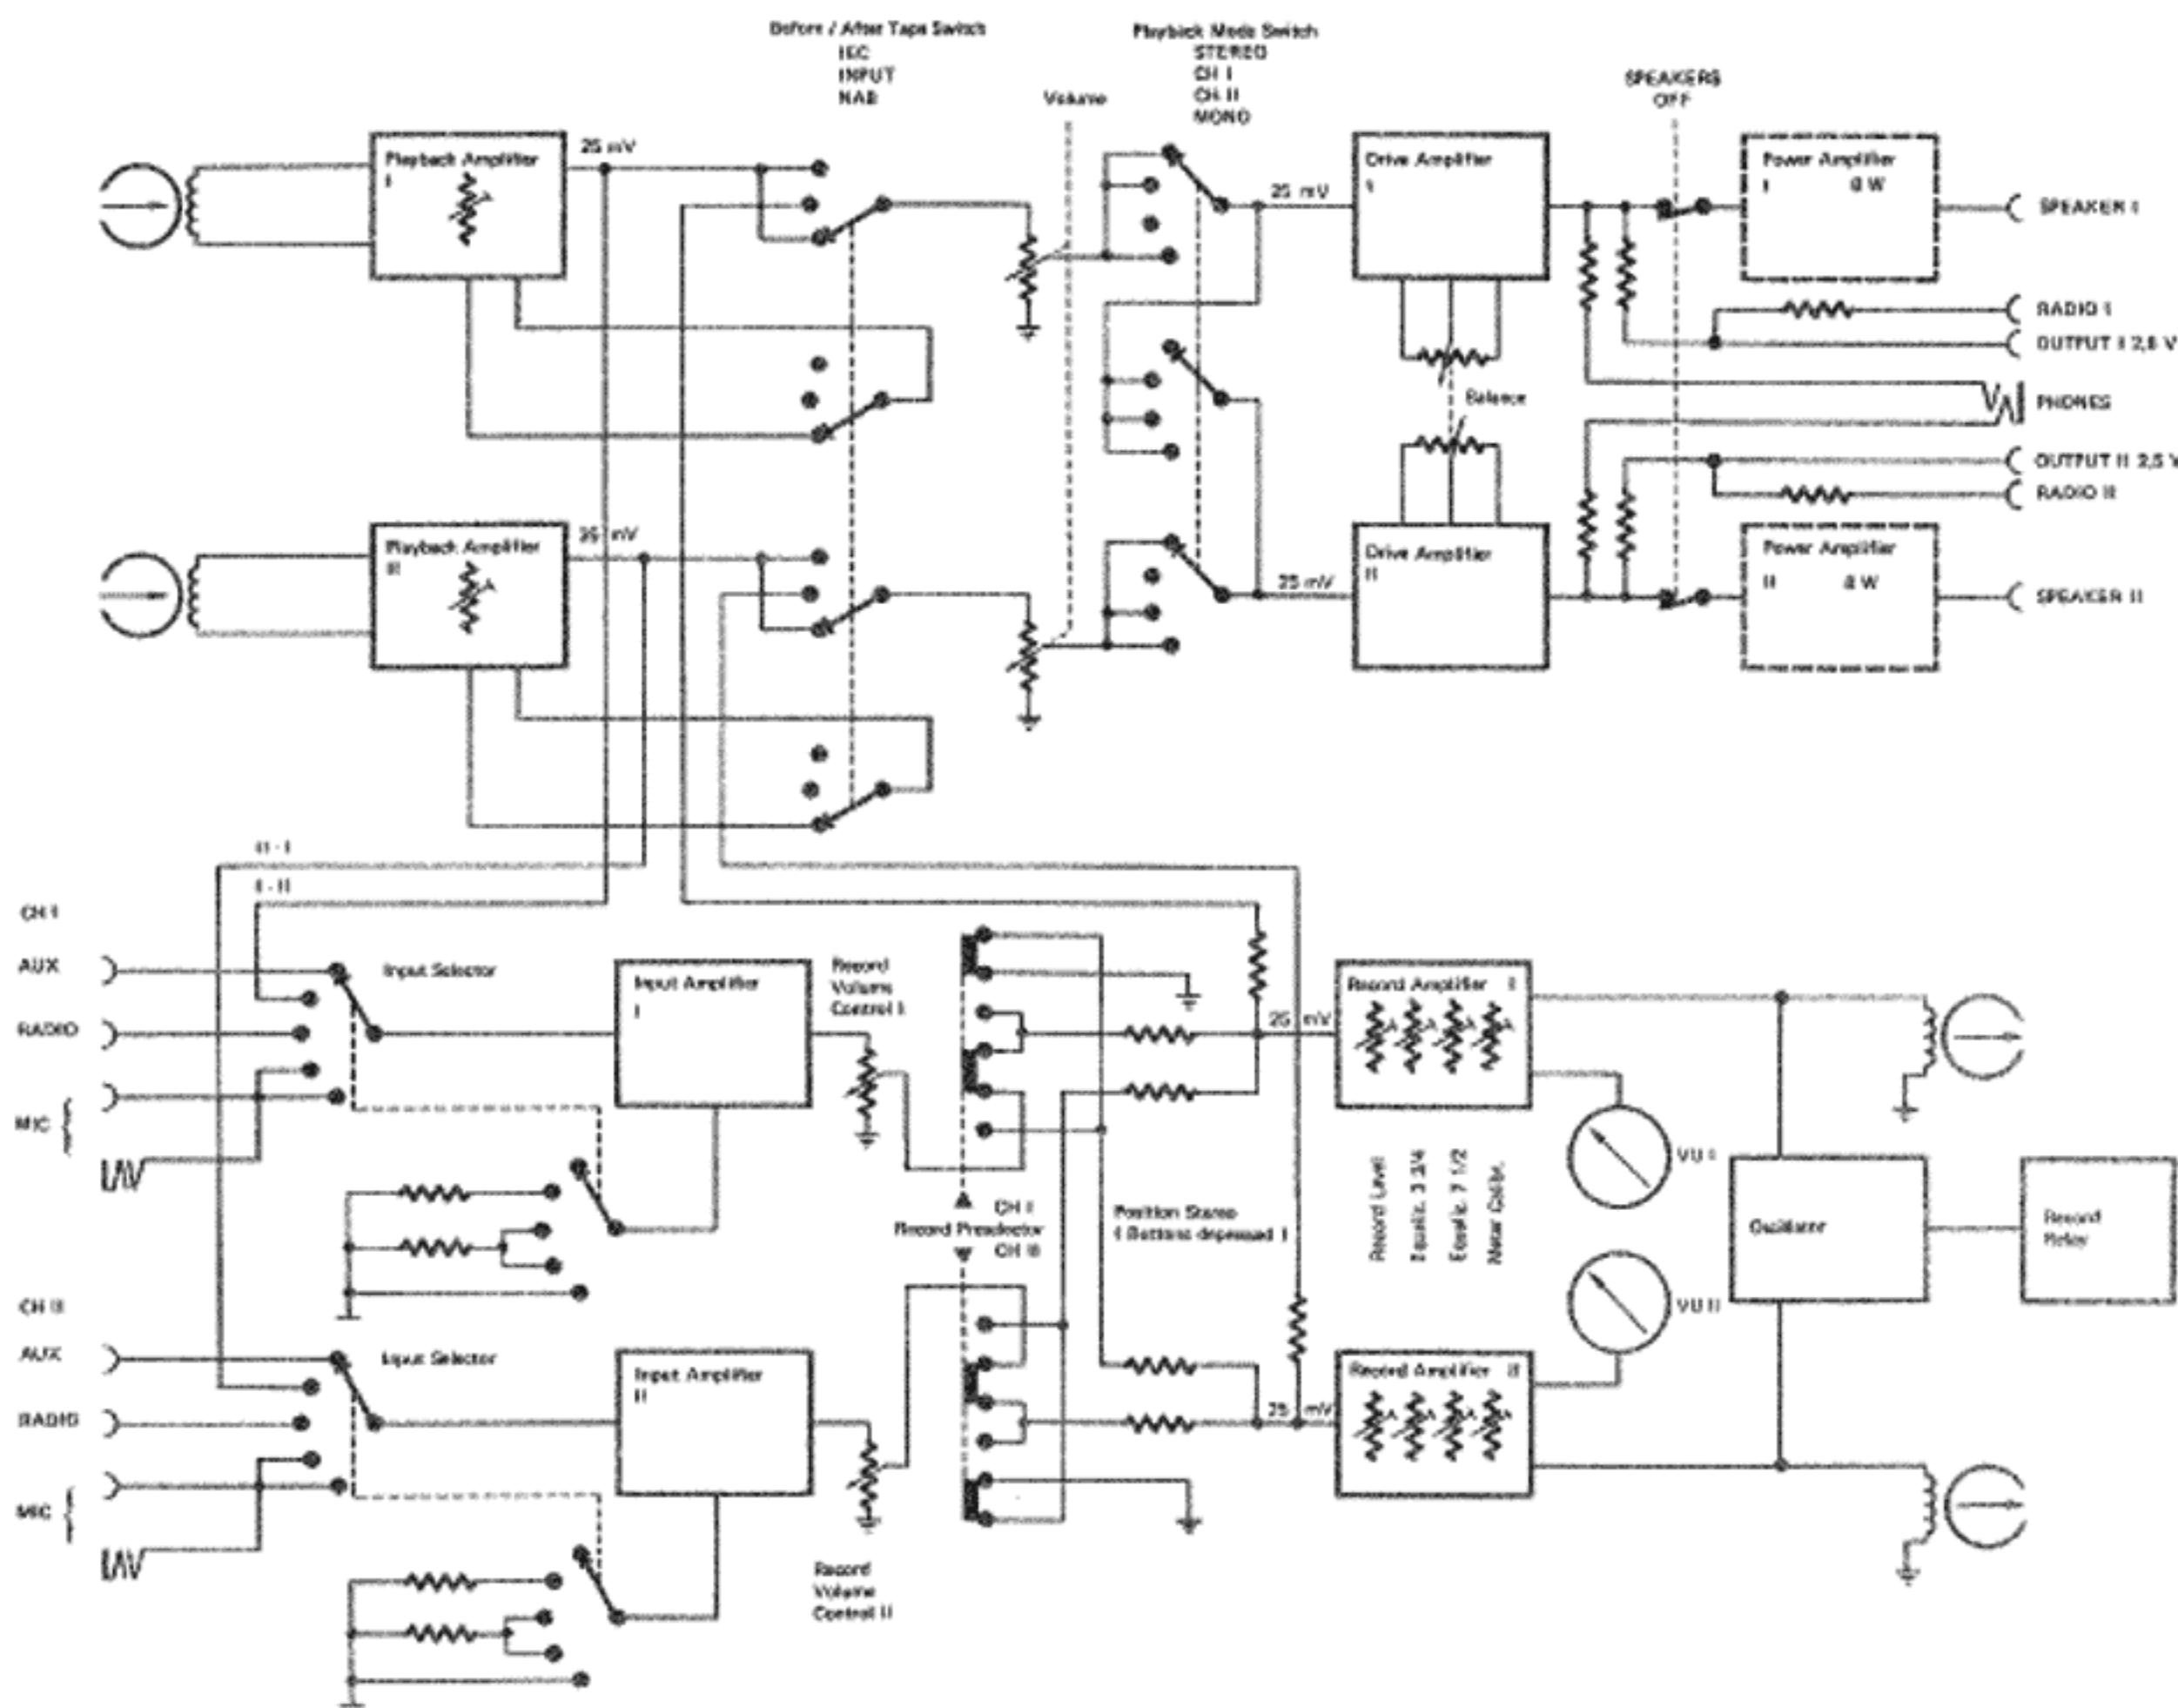 Before / After Tape Switch
IEC
INPUT
NAB
Playback Mode Switch
STEREO
CH I
CH II
MONO
Volume
SPEAKERS
OFF
Playback Amplifier
I
25 mV
25 mV
Drive Amplifier
I
Power Amplifier
I 8 W
SPEAKER I
RADIO I
OUTPUT I 2,5 V
Balance
PHONES
OUTPUT II 2,5 V
RADIO II
Playback Amplifier
II
25 mV
25 mV
Drive Amplifier
II
Power Amplifier
II 8 W
SPEAKER II
II - I
I - II
CH I
AUX
RADIO
MIC
Input Selector
Input Amplifier
I
Record
Volume
Control I
25 mV
Record Amplifier I
Record Level
Equaliz. 3 3/4
Equaliz. 7 1/2
Meter Calibr.
VU I
VU II
Oscillator
Record
Relay
CH I
Record Preselector
CH II
Position Stereo
( Buttons depressed )
CH II
AUX
RADIO
MIC
Input Selector
Input Amplifier
II
25 mV
Record Amplifier II
Record
Volume
Control II